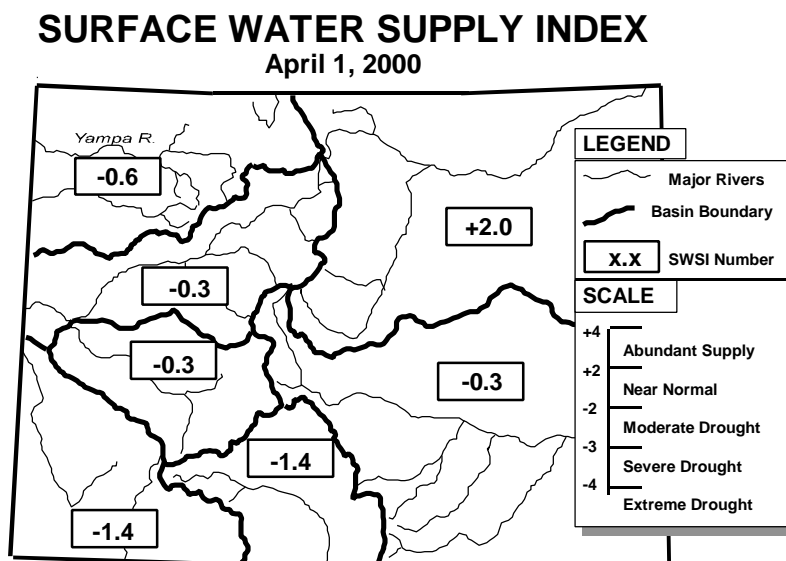 SURFACE WATER SUPPLY INDEX
April 1, 2000
Yampa R.
-0.6
+2.0
-0.3
-0.3
-0.3
-1.4
-1.4
LEGEND
Major Rivers
Basin Boundary
x.x SWSI Number
SCALE
+4
Abundant Supply
+2
Near Normal
-2
Moderate Drought
-3
Severe Drought
-4
Extreme Drought